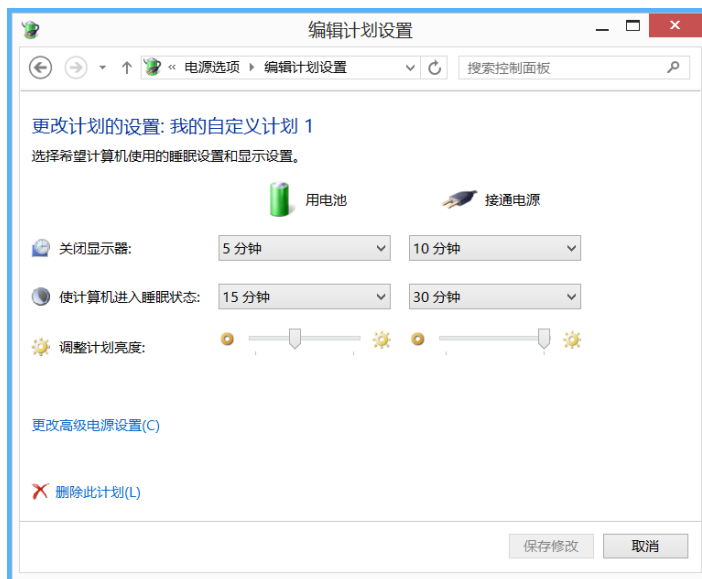 编辑计划设置
« 电源选项 ▸ 编辑计划设置 搜索控制面板
更改计划的设置: 我的自定义计划 1
选择希望计算机使用的睡眠设置和显示设置。
用电池 接通电源
关闭显示器: 5 分钟 10 分钟
使计算机进入睡眠状态: 15 分钟 30 分钟
调整计划亮度:
更改高级电源设置(C)
删除此计划(L)
保存修改 取消